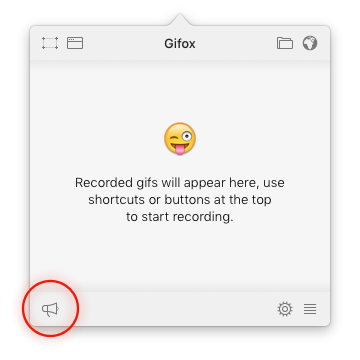 Gifox
Recorded gifs will appear here, use
shortcuts or buttons at the top
to start recording.